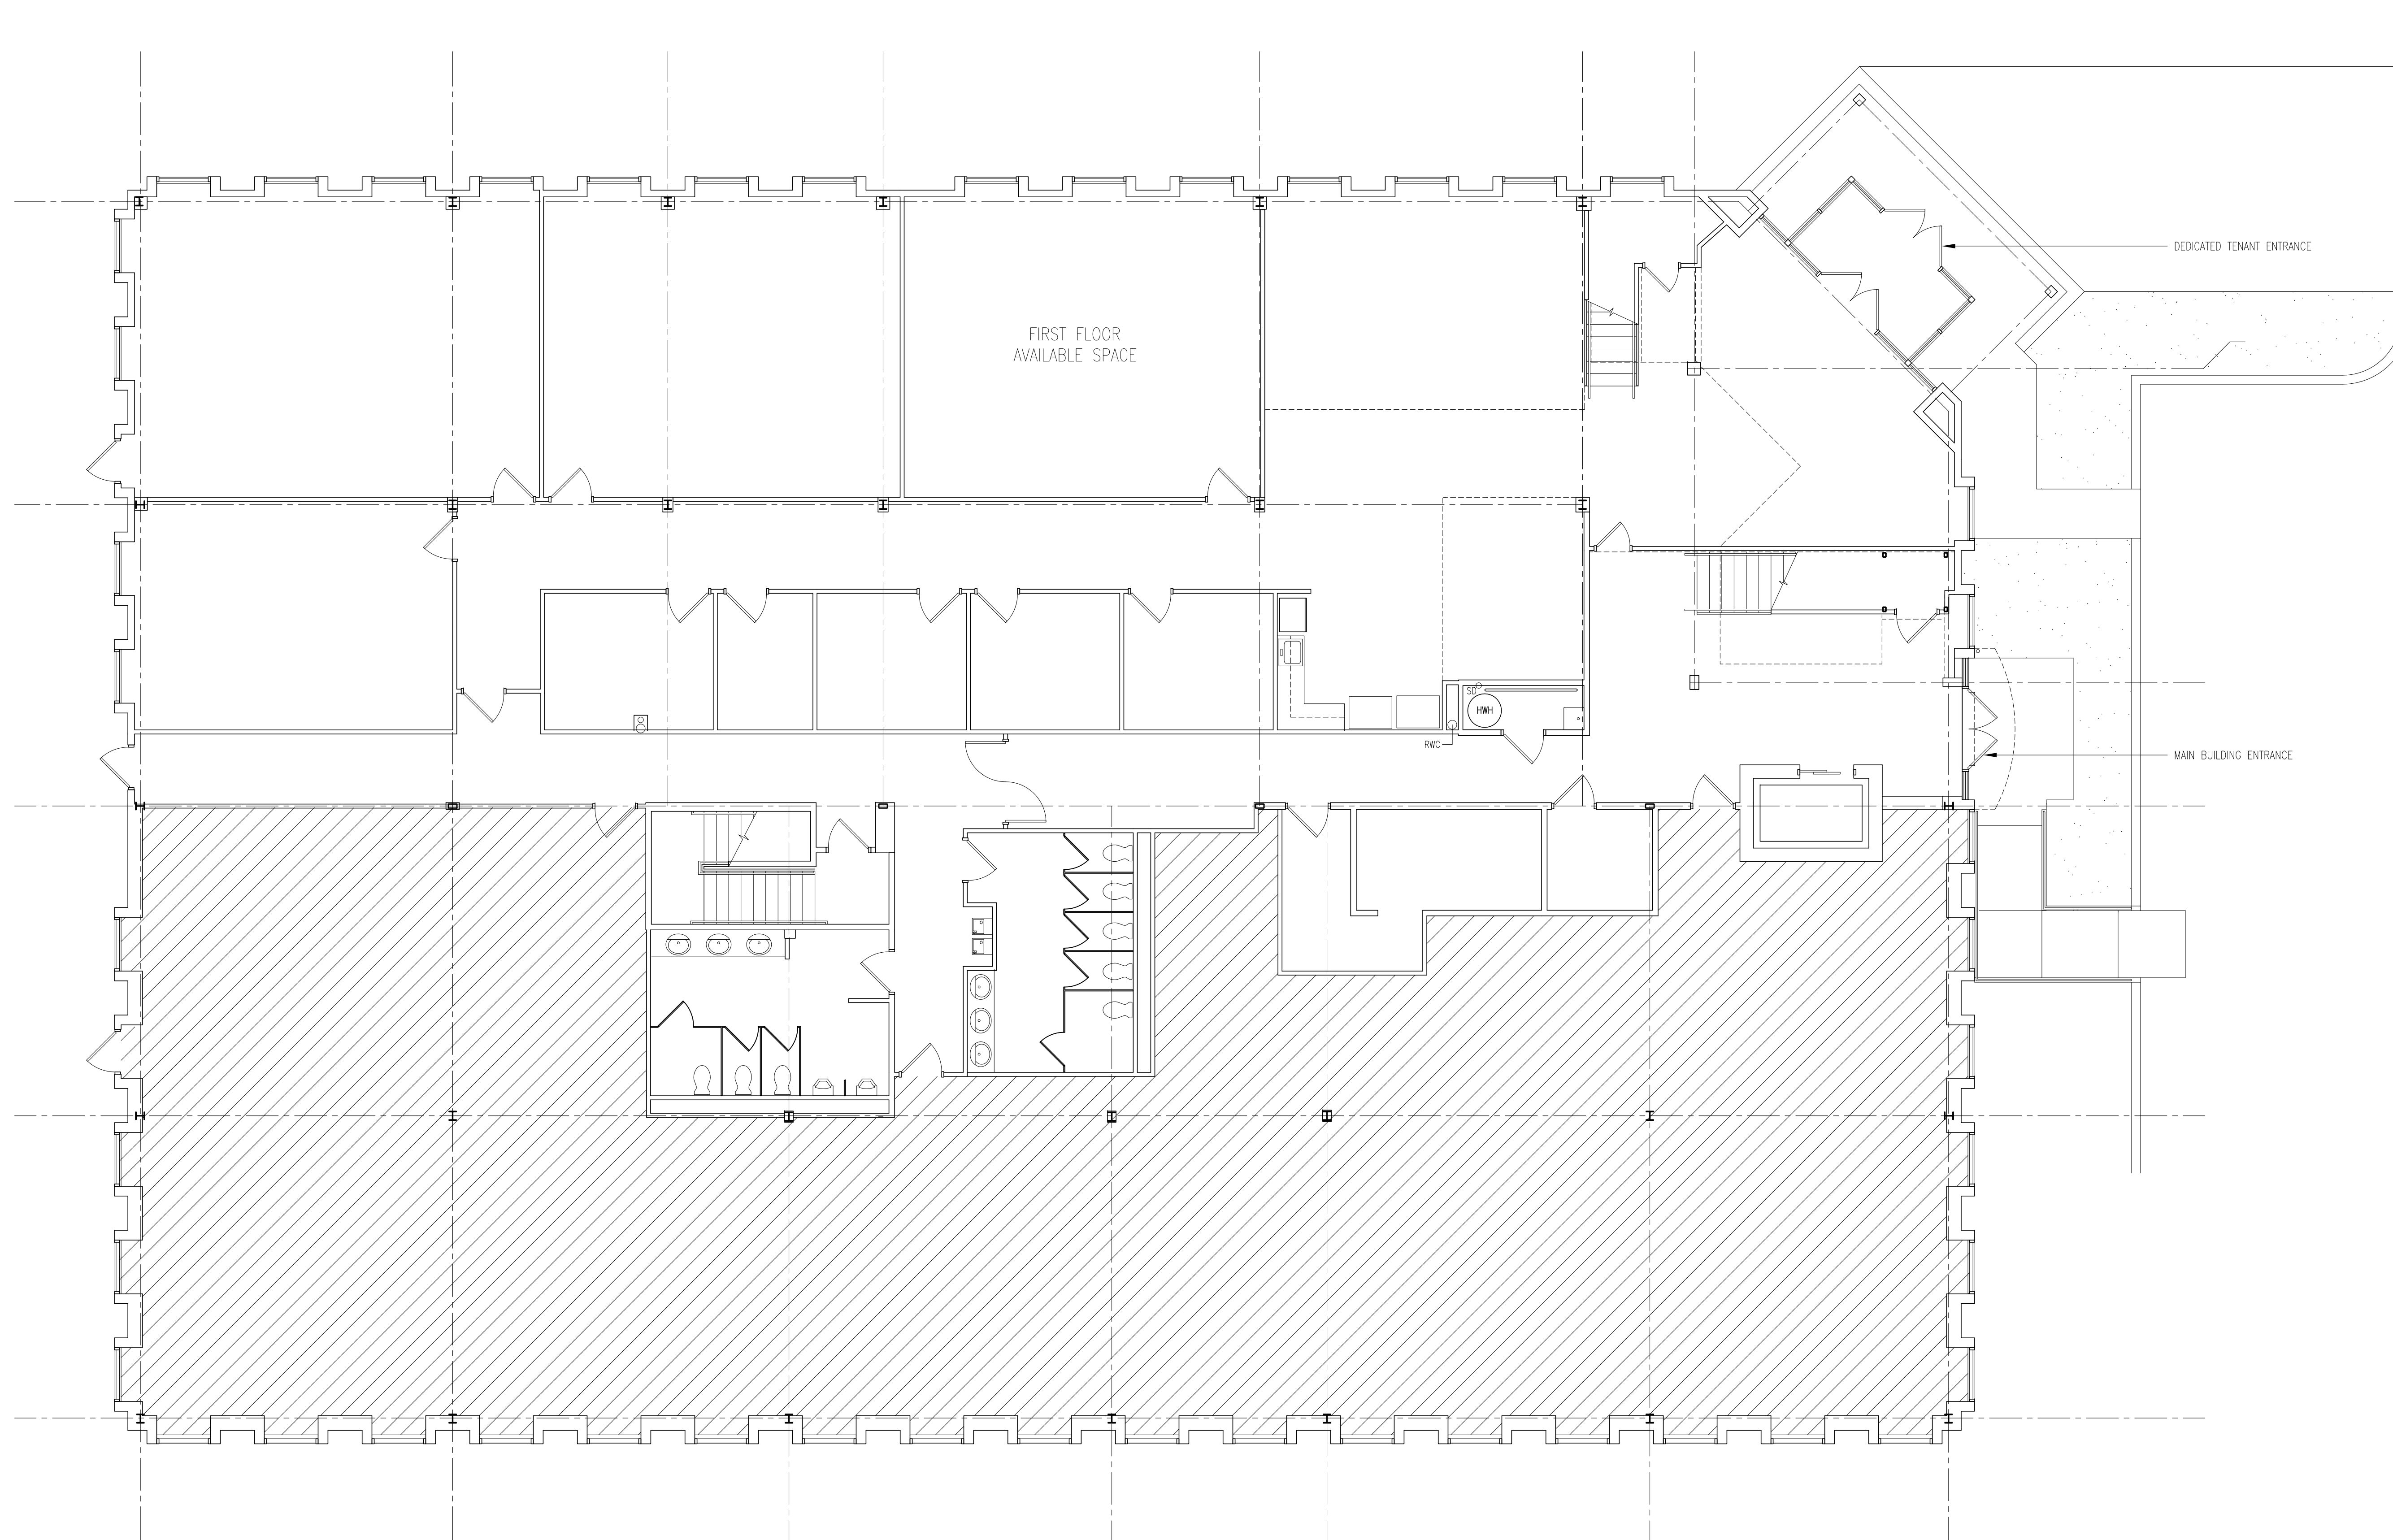 DEDICATED TENANT ENTRANCE
FIRST FLOOR
AVAILABLE SPACE
SD
HWH
RWC
MAIN BUILDING ENTRANCE